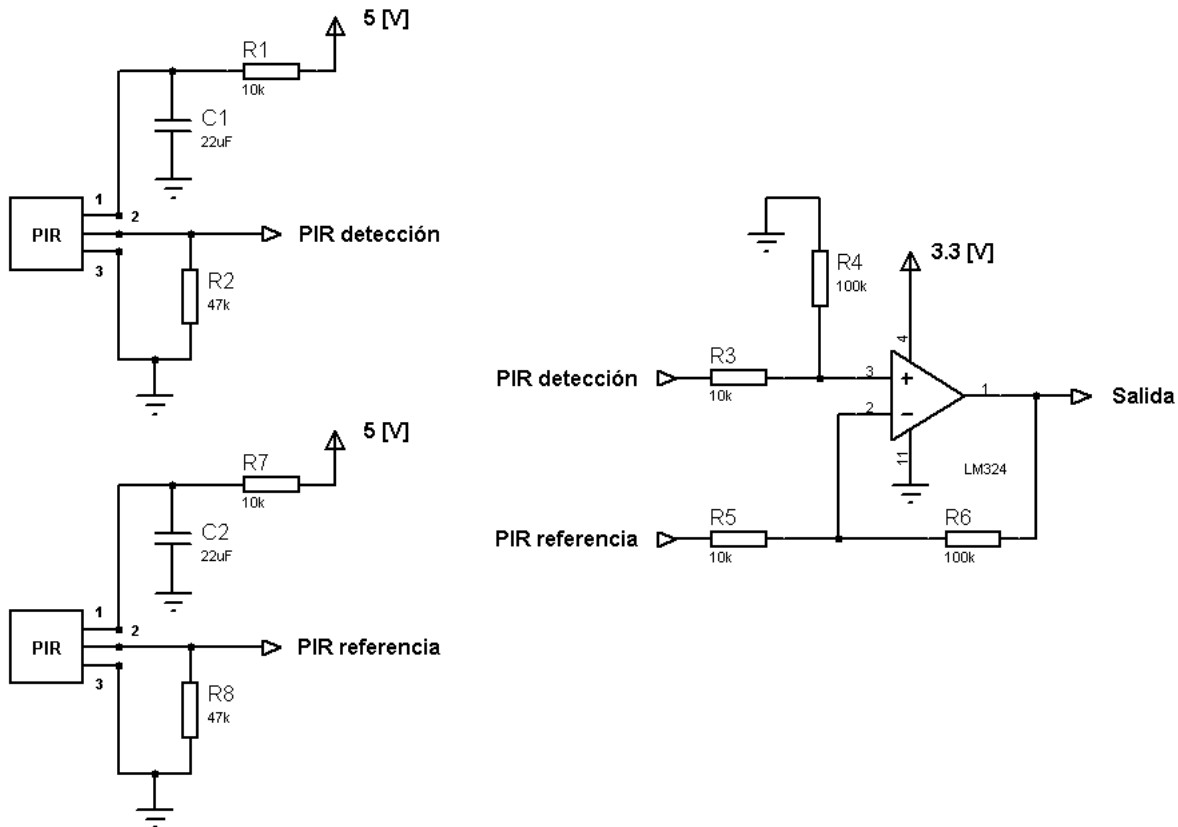 5 [V]
R1
10k
C1
22uF
1
2
PIR
PIR detección
3
R2
47k
5 [V]
R7
10k
C2
22uF
1
2
PIR
PIR referencia
3
R8
47k
R4
100k
3.3 [V]
4
PIR detección
R3
10k
3
+
1
Salida
2
−
11
LM324
PIR referencia
R5
10k
R6
100k